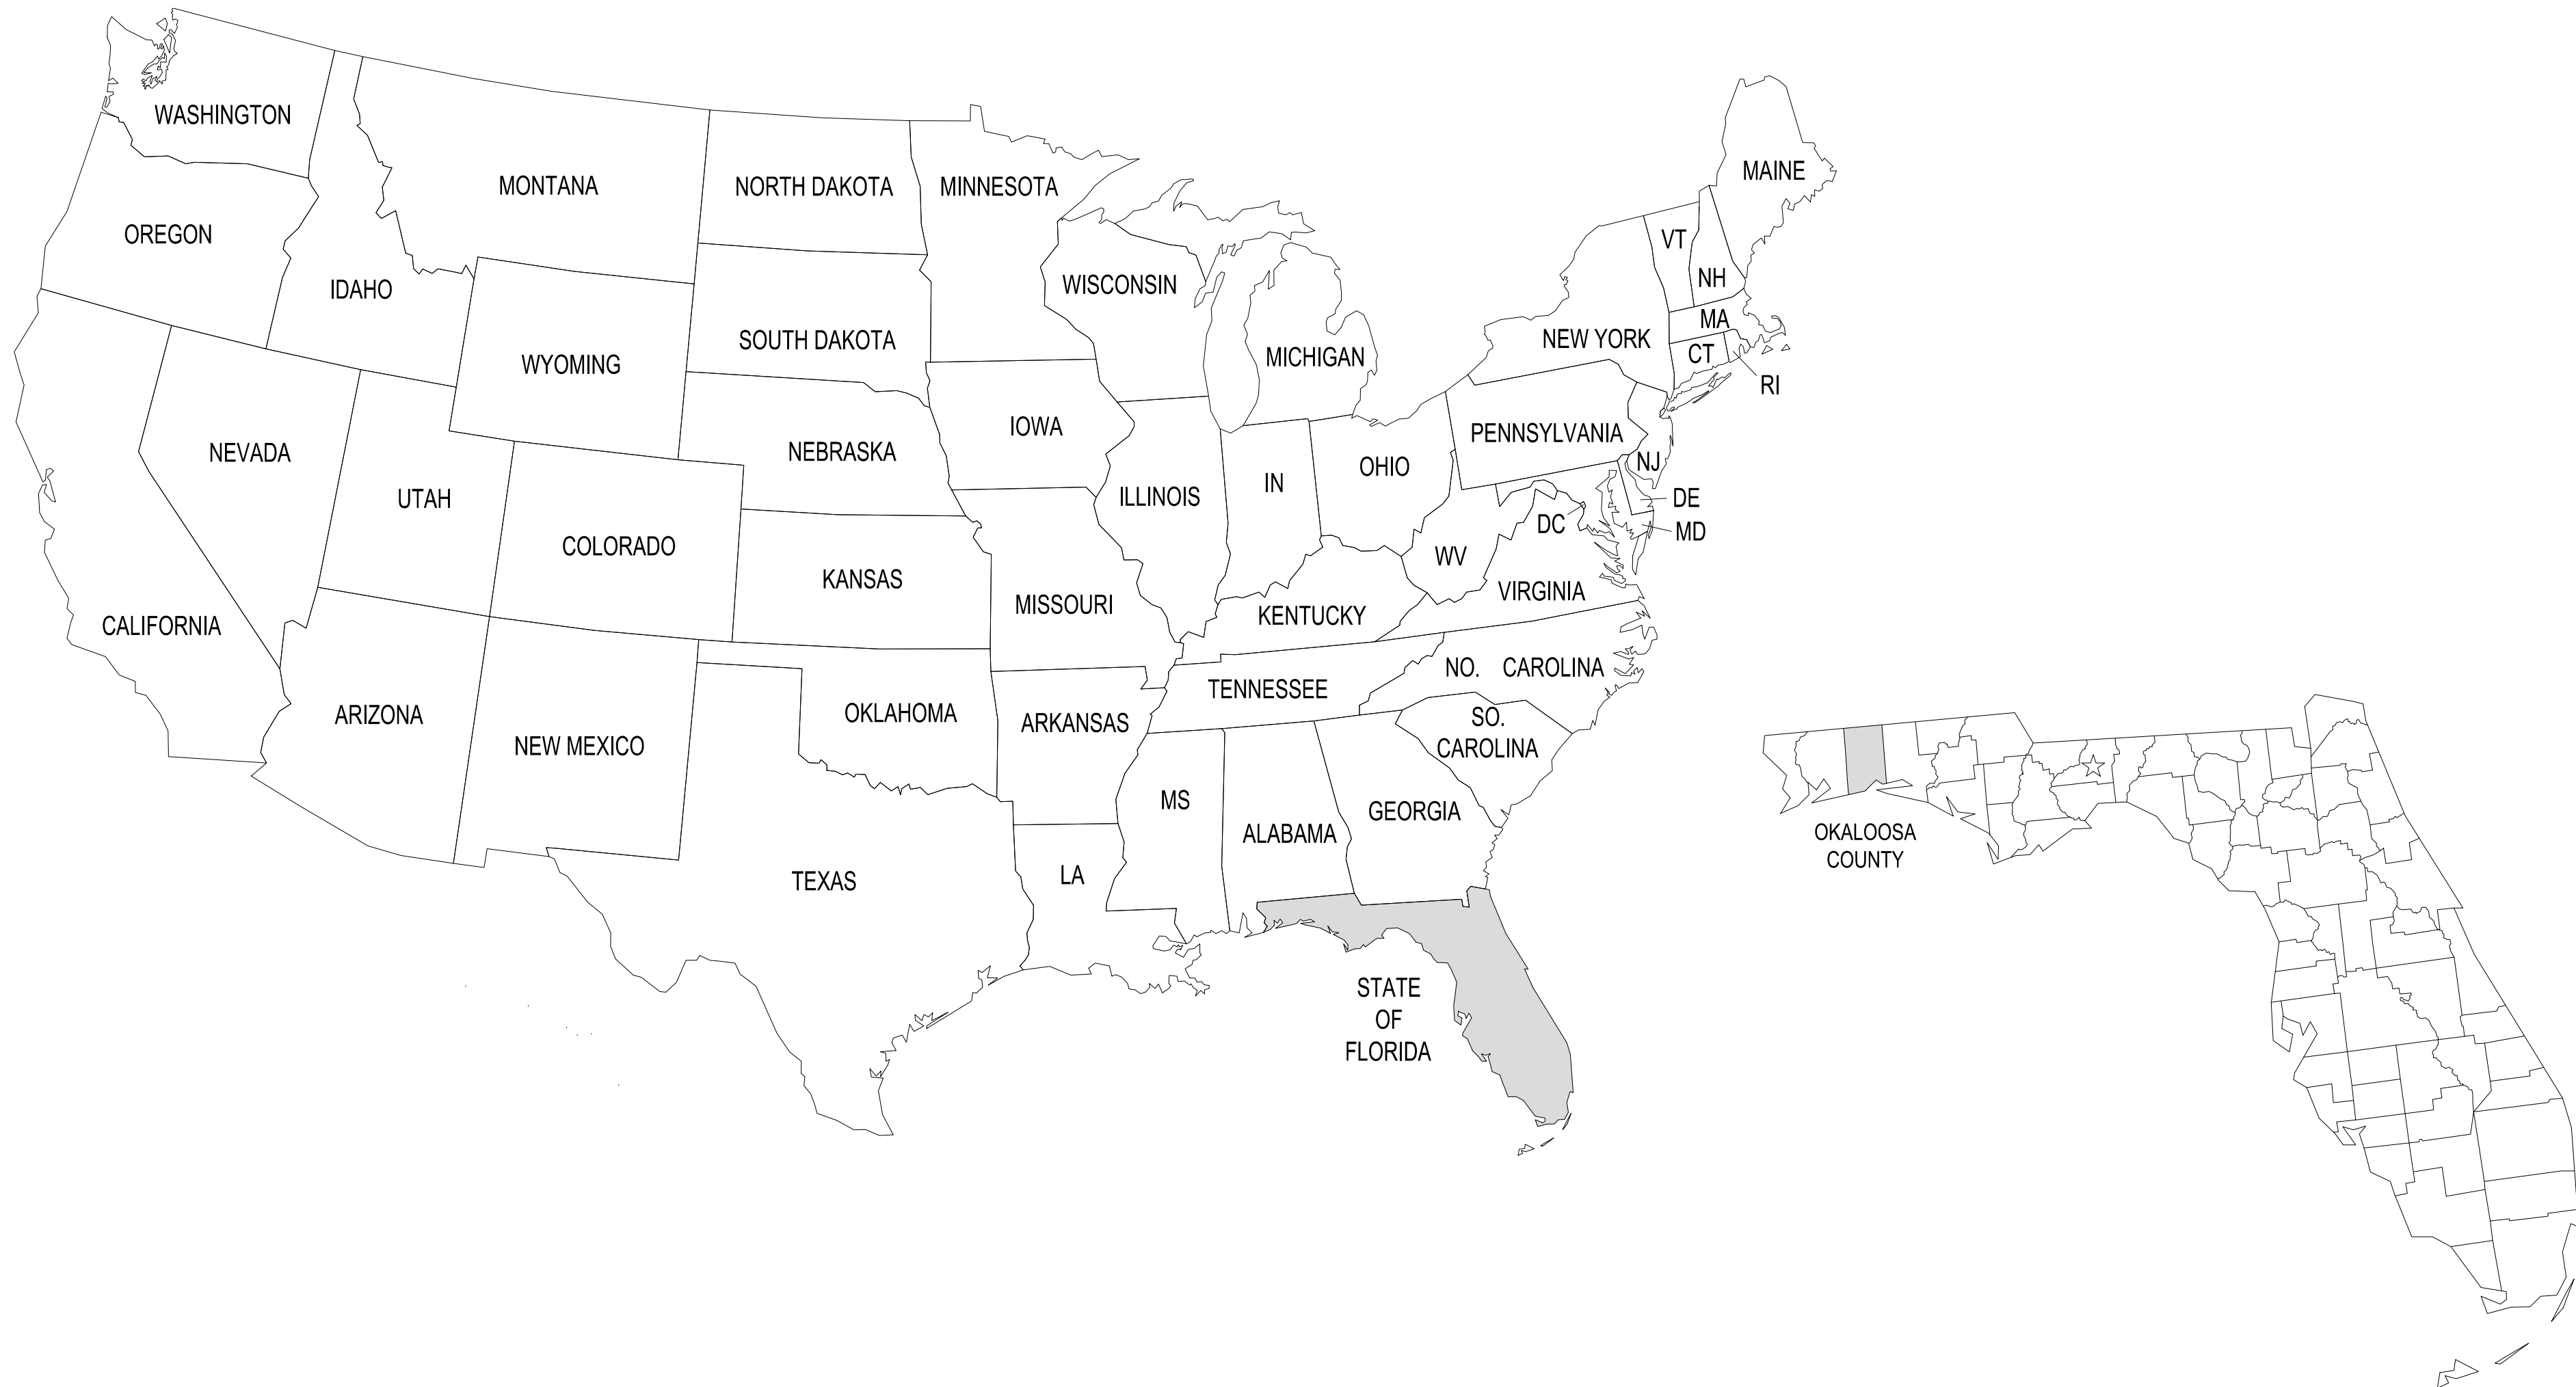 WASHINGTON
MONTANA
NORTH DAKOTA
MINNESOTA
MAINE
OREGON
IDAHO
WYOMING
SOUTH DAKOTA
WISCONSIN
MICHIGAN
NEW YORK
VT
NH
MA
CT
RI
NEVADA
UTAH
COLORADO
NEBRASKA
IOWA
ILLINOIS
IN
OHIO
PENNSYLVANIA
NJ
DE
MD
DC
WV
VIRGINIA
CALIFORNIA
KANSAS
MISSOURI
KENTUCKY
ARIZONA
NEW MEXICO
OKLAHOMA
ARKANSAS
TENNESSEE
NO. CAROLINA
SO.
CAROLINA
TEXAS
LA
MS
ALABAMA
GEORGIA
STATE
OF
FLORIDA
OKALOOSA
COUNTY